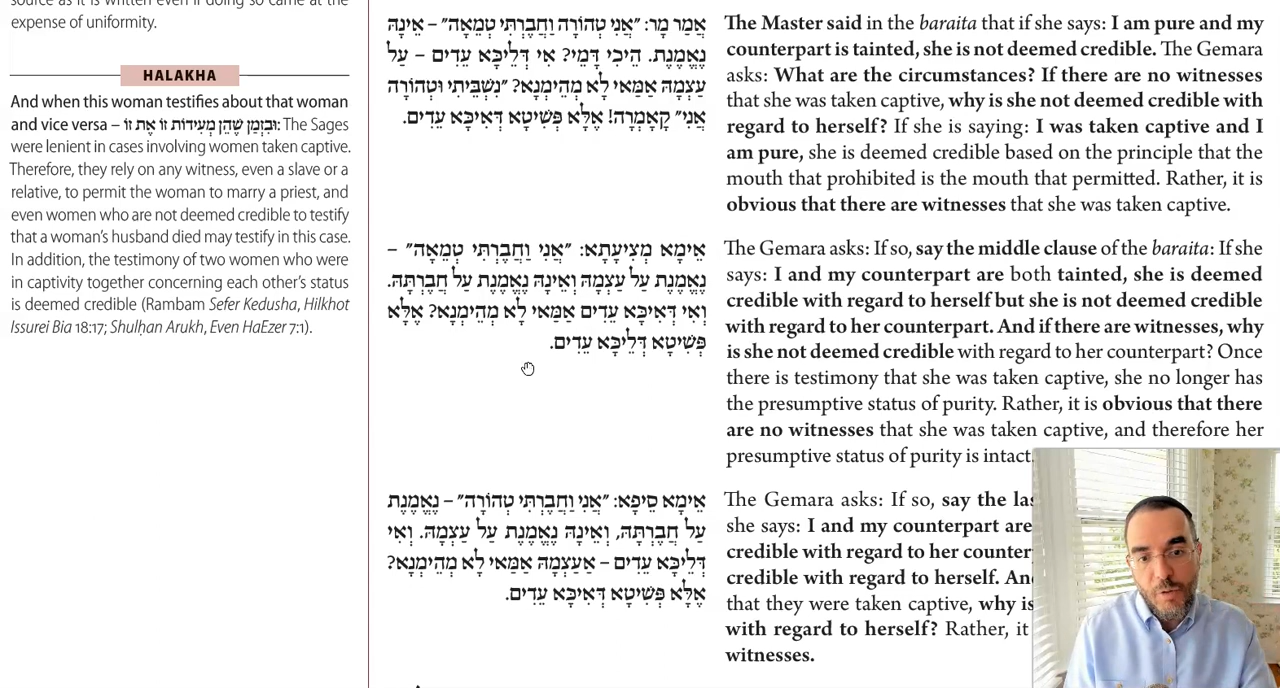 source as it is written even if doing so came at the
expense of uniformity.
HALAKHA
And when this woman testifies about that woman
and vice versa – וּבִזְמַן שֶׁהֵן מְעִידוֹת זוֹ אֶת זוֹ: The Sages
were lenient in cases involving women taken captive.
Therefore, they rely on any witness, even a slave or a
relative, to permit the woman to marry a priest, and
even women who are not deemed credible to testify
that a woman's husband died may testify in this case.
In addition, the testimony of two women who were
in captivity together concerning each other's status
is deemed credible (Rambam Sefer Kedusha, Hilkhot
Issurei Bia 18:17; Shulḥan Arukh, Even HaEzer 7:1).
אָמַר מָר: ״אֲנִי טְהוֹרָה וַחֲבֶרְתִּי טְמֵאָה״ – אֵינָהּ
נֶאֱמֶנֶת. הֵיכִי דָּמֵי? אִי דְּלֵיכָּא עֵדִים – עַל
עַצְמָהּ אַמַּאי לָא מְהֵימְנָא? ״נִשְׁבֵּיתִי וּטְהוֹרָה
אֲנִי״ קָאָמְרָה! אֶלָּא פְּשִׁיטָא דְּאִיכָּא עֵדִים.
אֵימָא מְצִיעֲתָא: ״אֲנִי וַחֲבֶרְתִּי טְמֵאָה״ –
נֶאֱמֶנֶת עַל עַצְמָהּ וְאֵינָהּ נֶאֱמֶנֶת עַל חֲבֶרְתָּהּ.
וְאִי דְּאִיכָּא עֵדִים אַמַּאי לָא מְהֵימְנָא? אֶלָּא
פְּשִׁיטָא דְּלֵיכָּא עֵדִים.
אֵימָא סֵיפָא: ״אֲנִי וַחֲבֶרְתִּי טְהוֹרָה״ – נֶאֱמֶנֶת
עַל חֲבֶרְתָּהּ, וְאֵינָהּ נֶאֱמֶנֶת עַל עַצְמָהּ. וְאִי
דְּלֵיכָּא עֵדִים – אַעַצְמָהּ אַמַּאי לָא מְהֵימְנָא?
אֶלָּא פְּשִׁיטָא דְּאִיכָּא עֵדִים.
The Master said in the baraita that if she says: I am pure and my
counterpart is tainted, she is not deemed credible. The Gemara
asks: What are the circumstances? If there are no witnesses
that she was taken captive, why is she not deemed credible with
regard to herself? If she is saying: I was taken captive and I
am pure, she is deemed credible based on the principle that the
mouth that prohibited is the mouth that permitted. Rather, it is
obvious that there are witnesses that she was taken captive.
The Gemara asks: If so, say the middle clause of the baraita: If she
says: I and my counterpart are both tainted, she is deemed
credible with regard to herself but she is not deemed credible
with regard to her counterpart. And if there are witnesses, why
is she not deemed credible with regard to her counterpart? Once
there is testimony that she was taken captive, she no longer has
the presumptive status of purity. Rather, it is obvious that there
are no witnesses that she was taken captive, and therefore her
presumptive status of purity is intact.
The Gemara asks: If so, say the las
she says: I and my counterpart are
credible with regard to her counter
credible with regard to herself. An
that they were taken captive, why is
with regard to herself? Rather, it
witnesses.